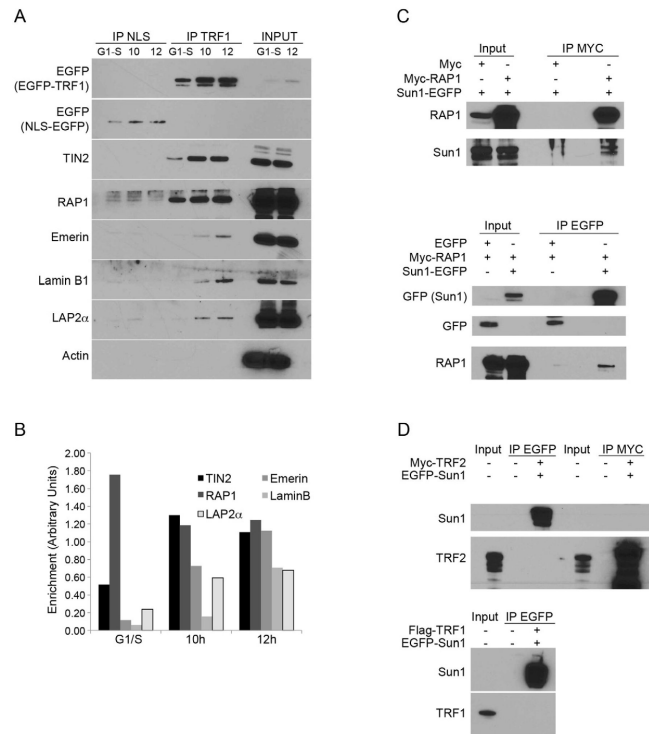 A
IP NLS IP TRF1 INPUT
G1-S 10 12 G1-S 10 12 G1-S 12
EGFP
(EGFP-TRF1)
EGFP
(NLS-EGFP)
TIN2
RAP1
Emerin
Lamin B1
LAP2α
Actin
B
Enrichment (Arbitrary Units)
2.00
1.80
1.60
1.40
1.20
1.00
0.80
0.60
0.40
0.20
0.00
TIN2 Emerin
RAP1 LaminB
LAP2α
G1/S 10h 12h
C
Input IP MYC
Myc + - + -
Myc-RAP1 - + - +
Sun1-EGFP + + + +
RAP1
Sun1
Input IP EGFP
EGFP + - + -
Myc-RAP1 + + + +
Sun1-EGFP - + - +
GFP (Sun1)
GFP
RAP1
D
Input IP EGFP Input IP MYC
Myc-TRF2 - - + - - +
EGFP-Sun1 - - + - - +
Sun1
TRF2
Input IP EGFP
Flag-TRF1 - - +
EGFP-Sun1 - - +
Sun1
TRF1